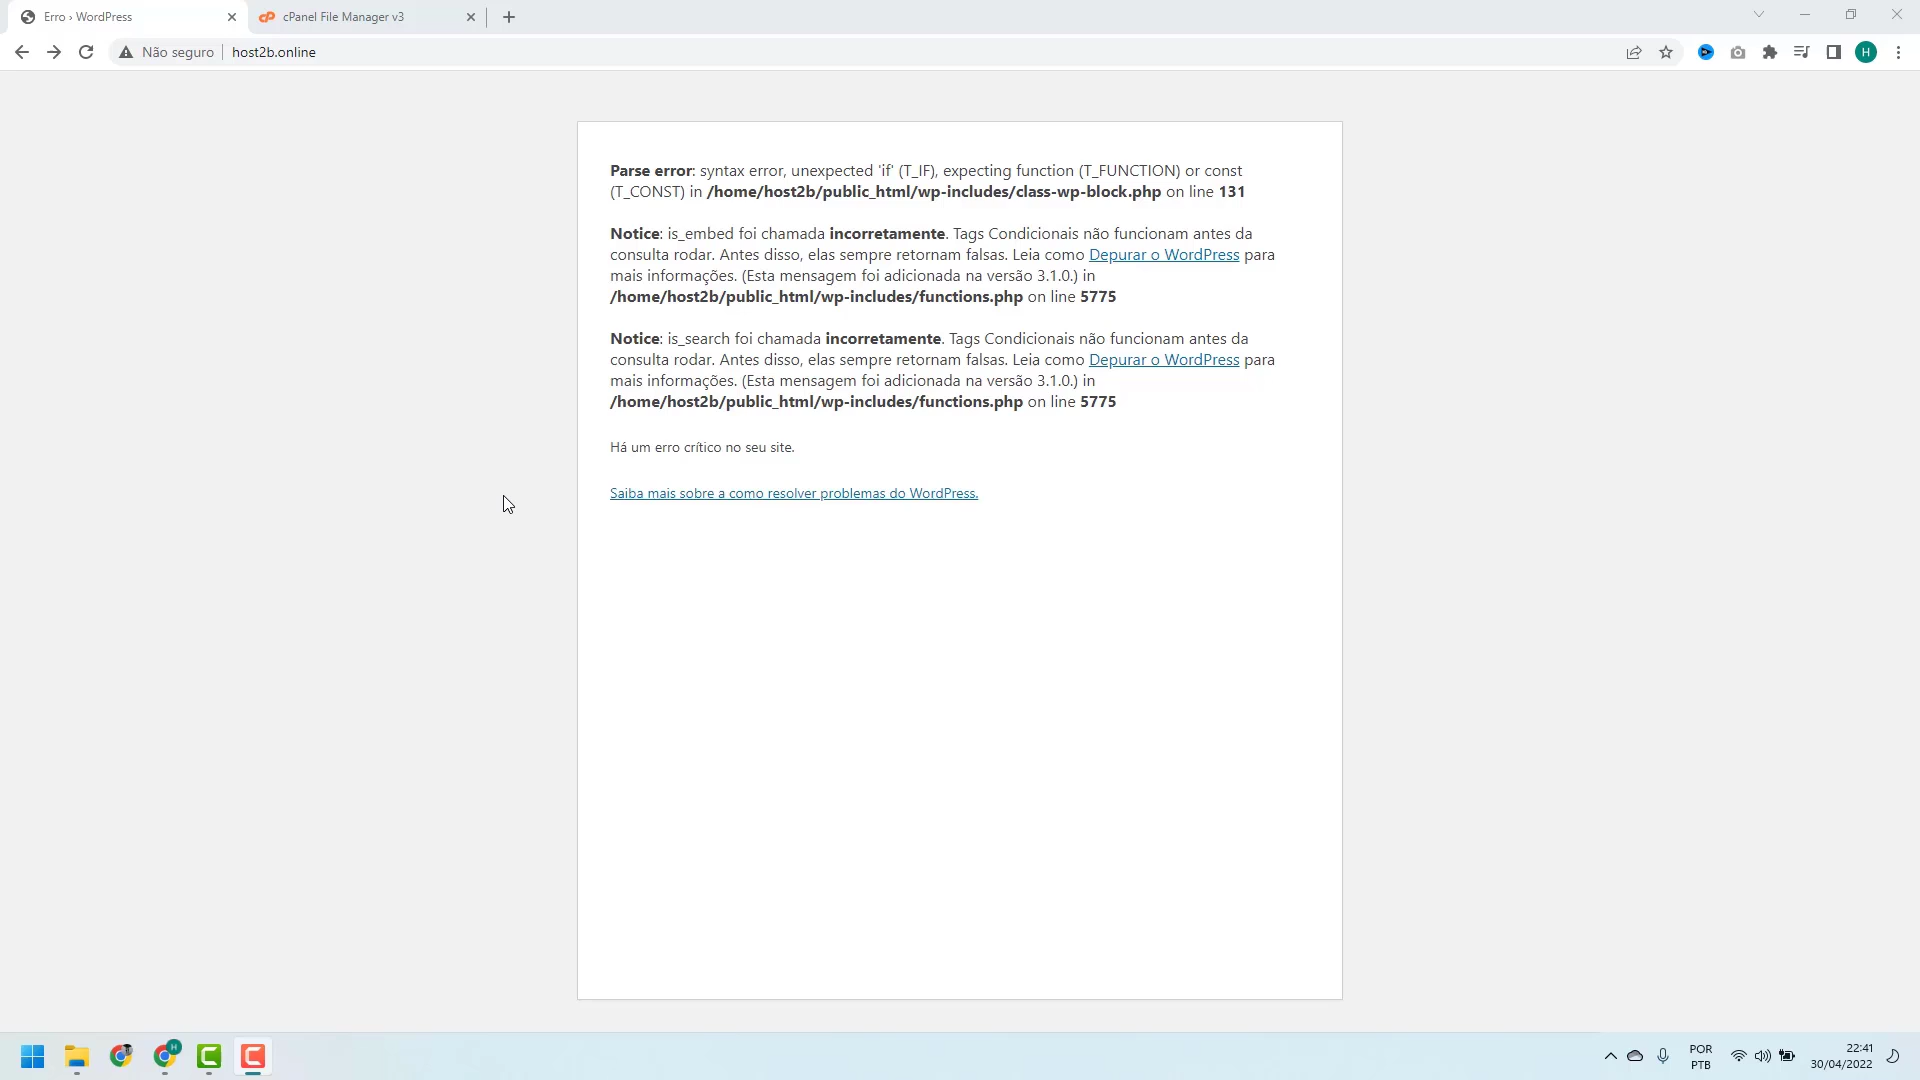 Erro › WordPress
cP cPanel File Manager v3
Não seguro host2b.online
H
Parse error: syntax error, unexpected 'if' (T_IF), expecting function (T_FUNCTION) or const
(T_CONST) in /home/host2b/public_html/wp-includes/class-wp-block.php on line 131
Notice: is_embed foi chamada incorretamente. Tags Condicionais não funcionam antes da
consulta rodar. Antes disso, elas sempre retornam falsas. Leia como Depurar o WordPress para
mais informações. (Esta mensagem foi adicionada na versão 3.1.0.) in
/home/host2b/public_html/wp-includes/functions.php on line 5775
Notice: is_search foi chamada incorretamente. Tags Condicionais não funcionam antes da
consulta rodar. Antes disso, elas sempre retornam falsas. Leia como Depurar o WordPress para
mais informações. (Esta mensagem foi adicionada na versão 3.1.0.) in
/home/host2b/public_html/wp-includes/functions.php on line 5775
Há um erro crítico no seu site.
Saiba mais sobre a como resolver problemas do WordPress.
H
POR
PTB
22:41
30/04/2022